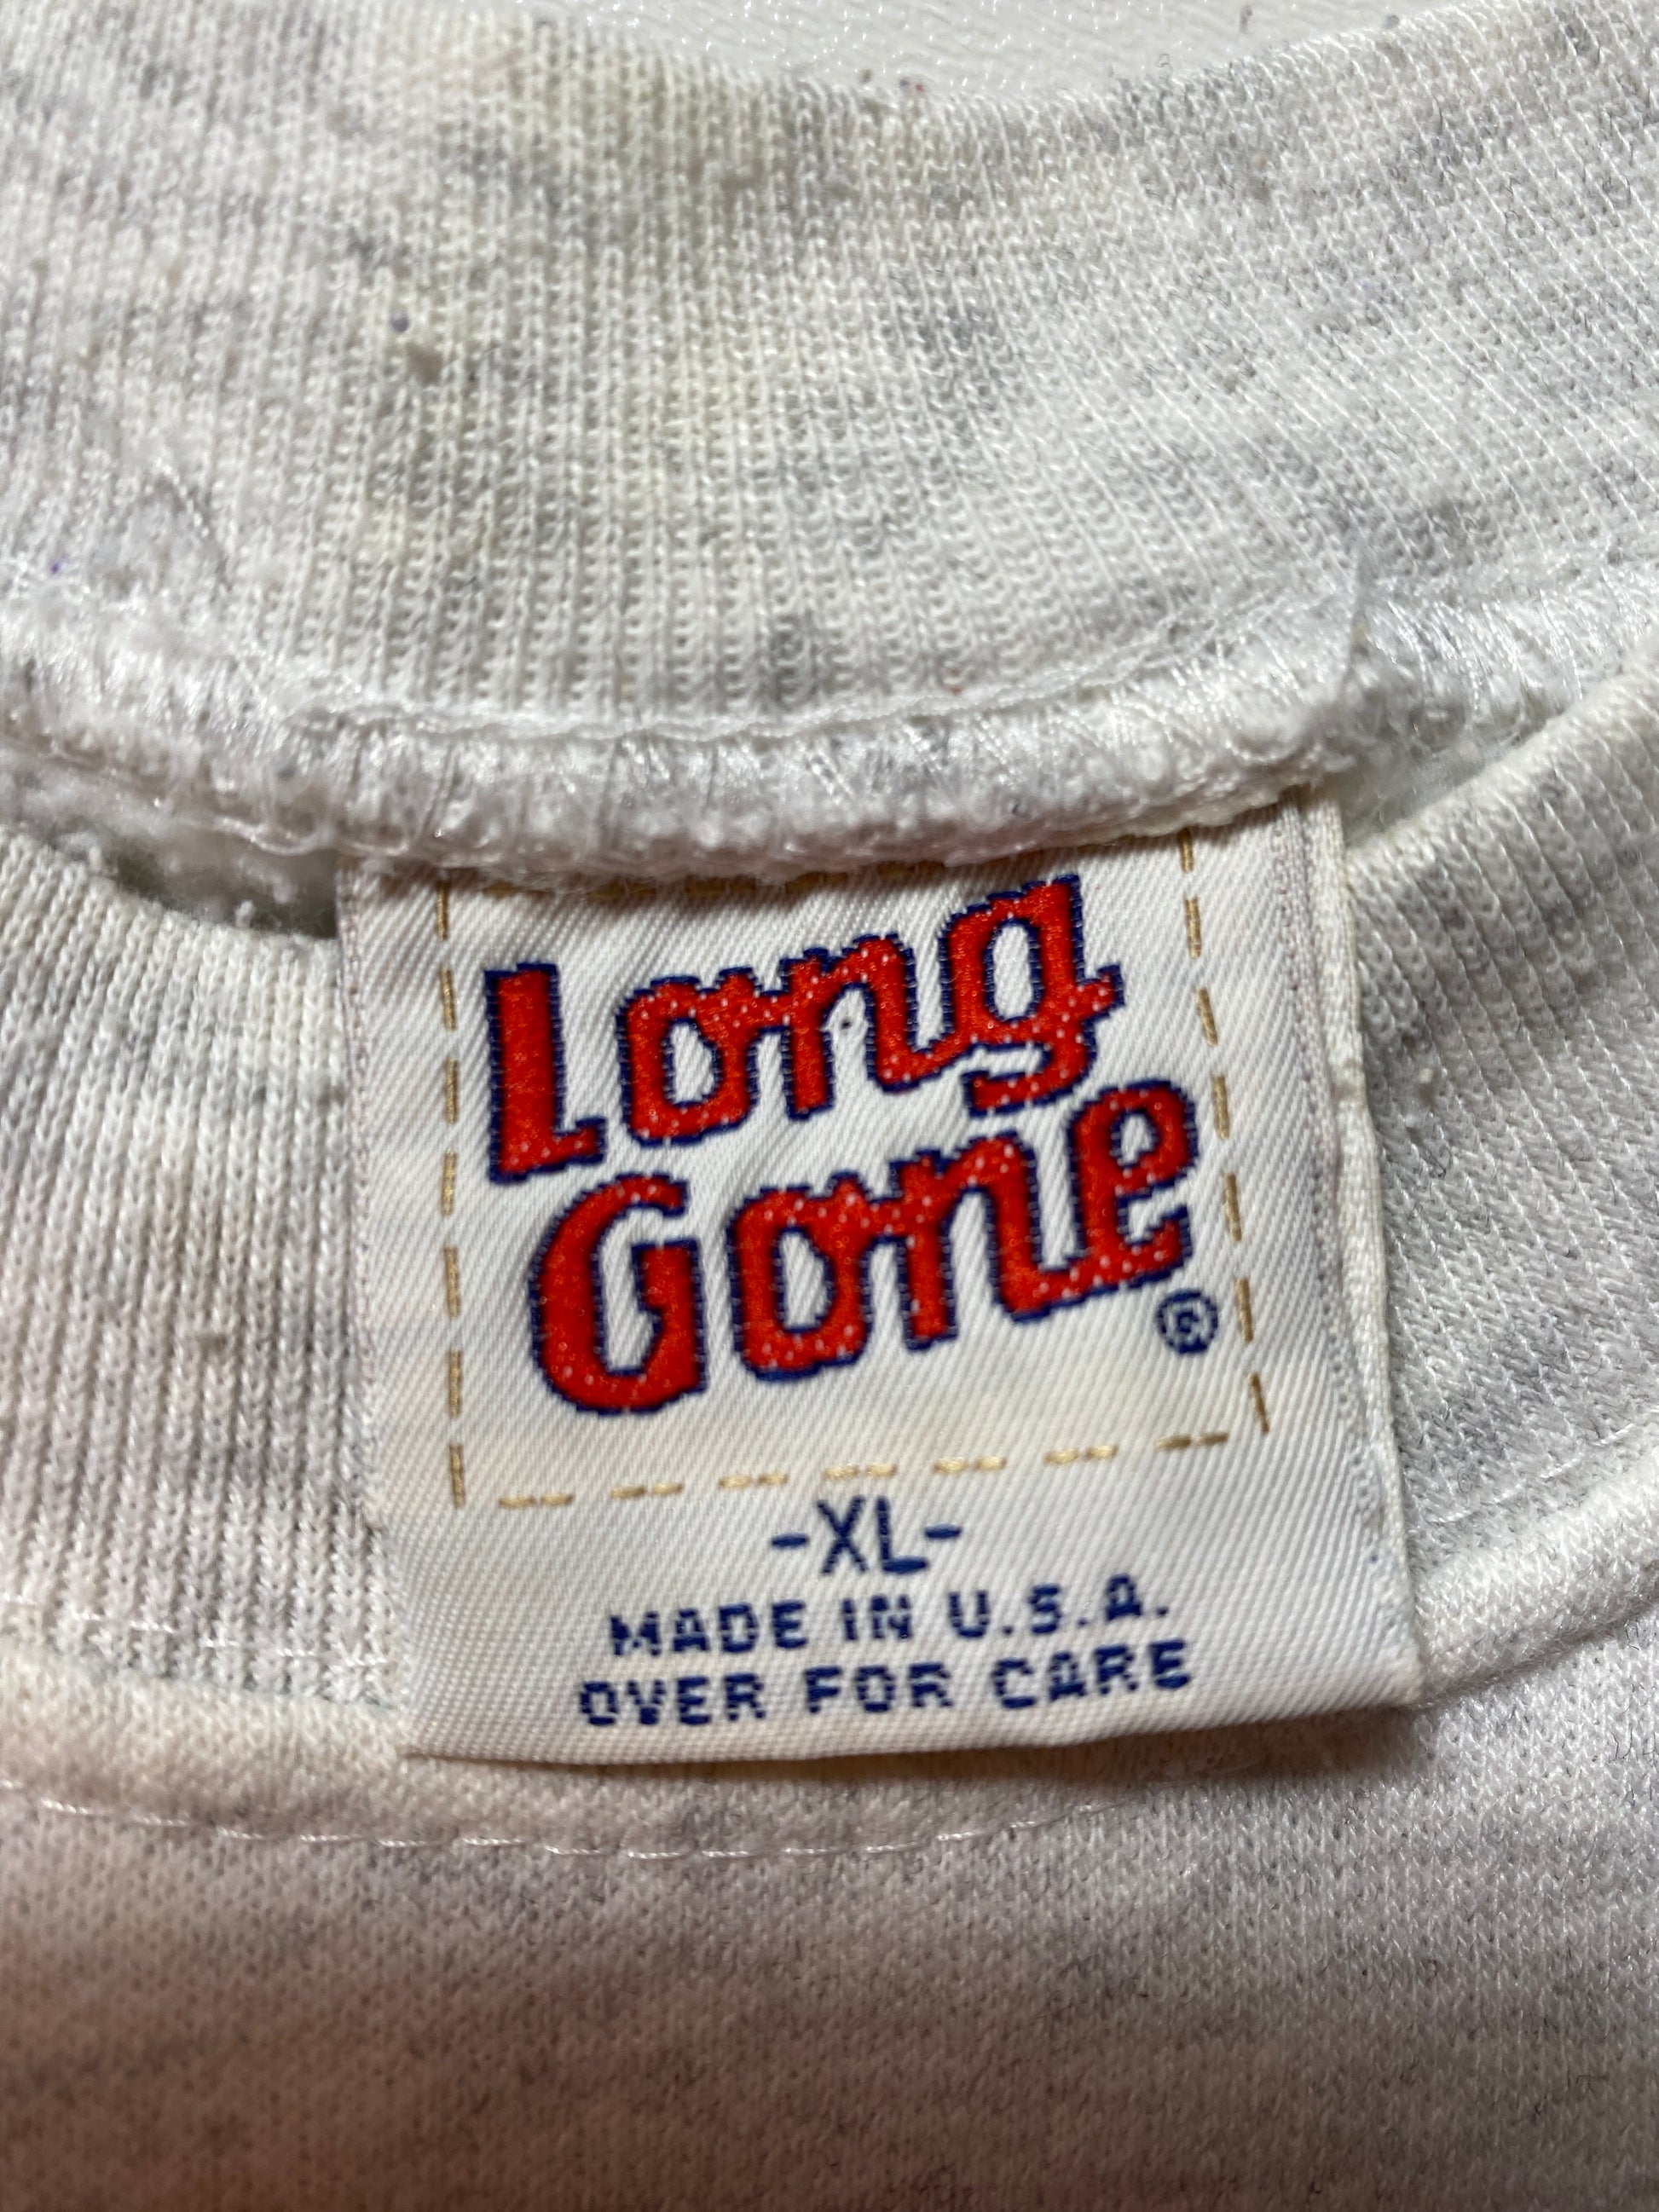 Long
Gone ®
-XL-
MADE IN U.S.A.
OVER FOR CARE